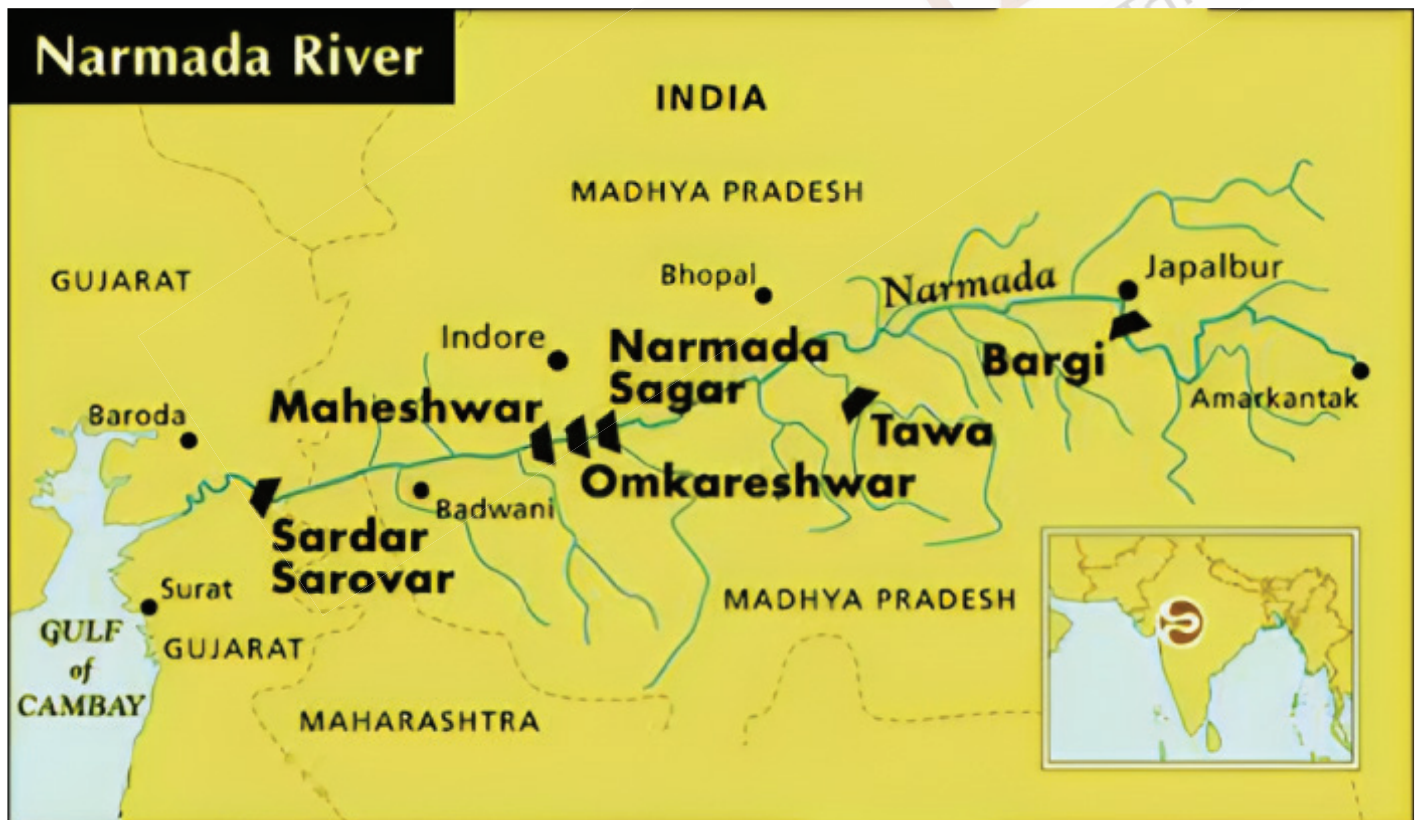 Narmada River
INDIA
MADHYA PRADESH
GUJARAT
Bhopal
Narmada
Japalbur
Indore
Narmada
Sagar
Bargi
Maheshwar
Amarkantak
Baroda
Tawa
Omkareshwar
Badwani
Sardar
Sarovar
Surat
MADHYA PRADESH
GULF
of
CAMBAY
GUJARAT
MAHARASHTRA